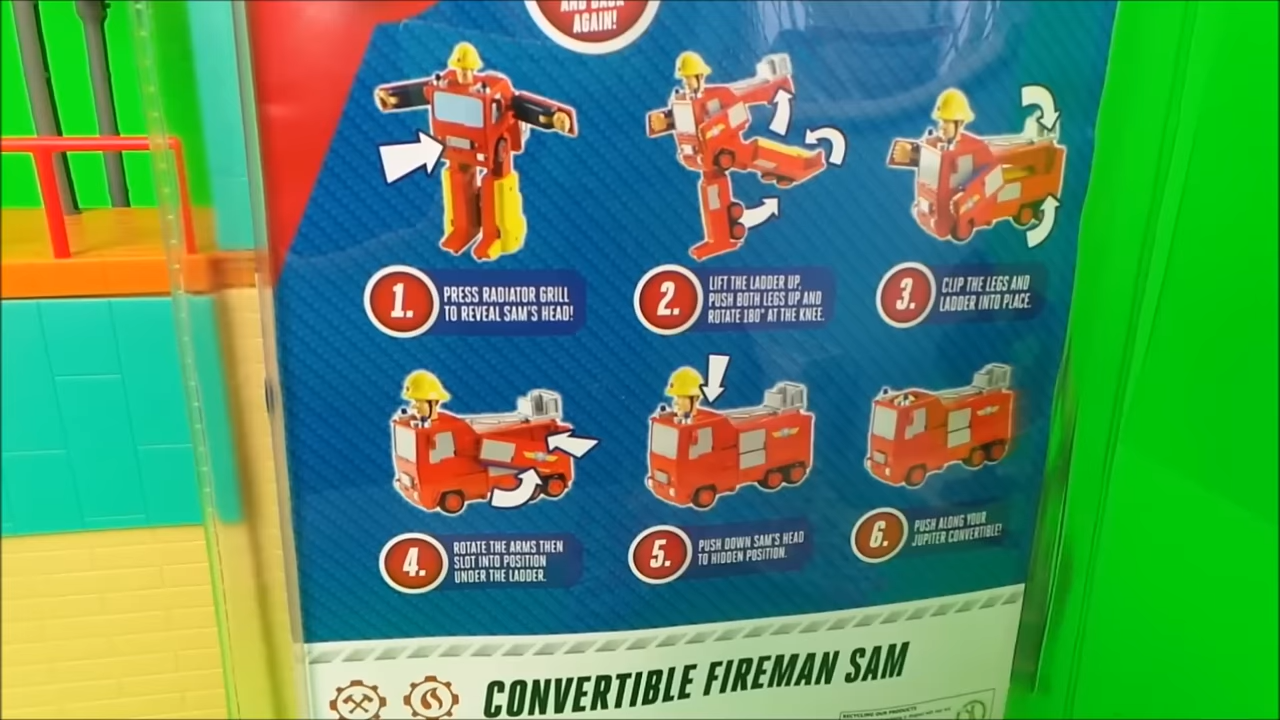 AND BACK
AGAIN!
1.
PRESS RADIATOR GRILL
TO REVEAL SAM'S HEAD!
2.
LIFT THE LADDER UP,
PUSH BOTH LEGS UP AND
ROTATE 180° AT THE KNEE.
3.
CLIP THE LEGS AND
LADDER INTO PLACE.
4.
ROTATE THE ARMS THEN
SLOT INTO POSITION
UNDER THE LADDER.
5.
PUSH DOWN SAM'S HEAD
TO HIDDEN POSITION.
6.
PUSH ALONG YOUR
JUPITER CONVERTIBLE!
CONVERTIBLE FIREMAN SAM
RECYCLING OUR PRODUCTS